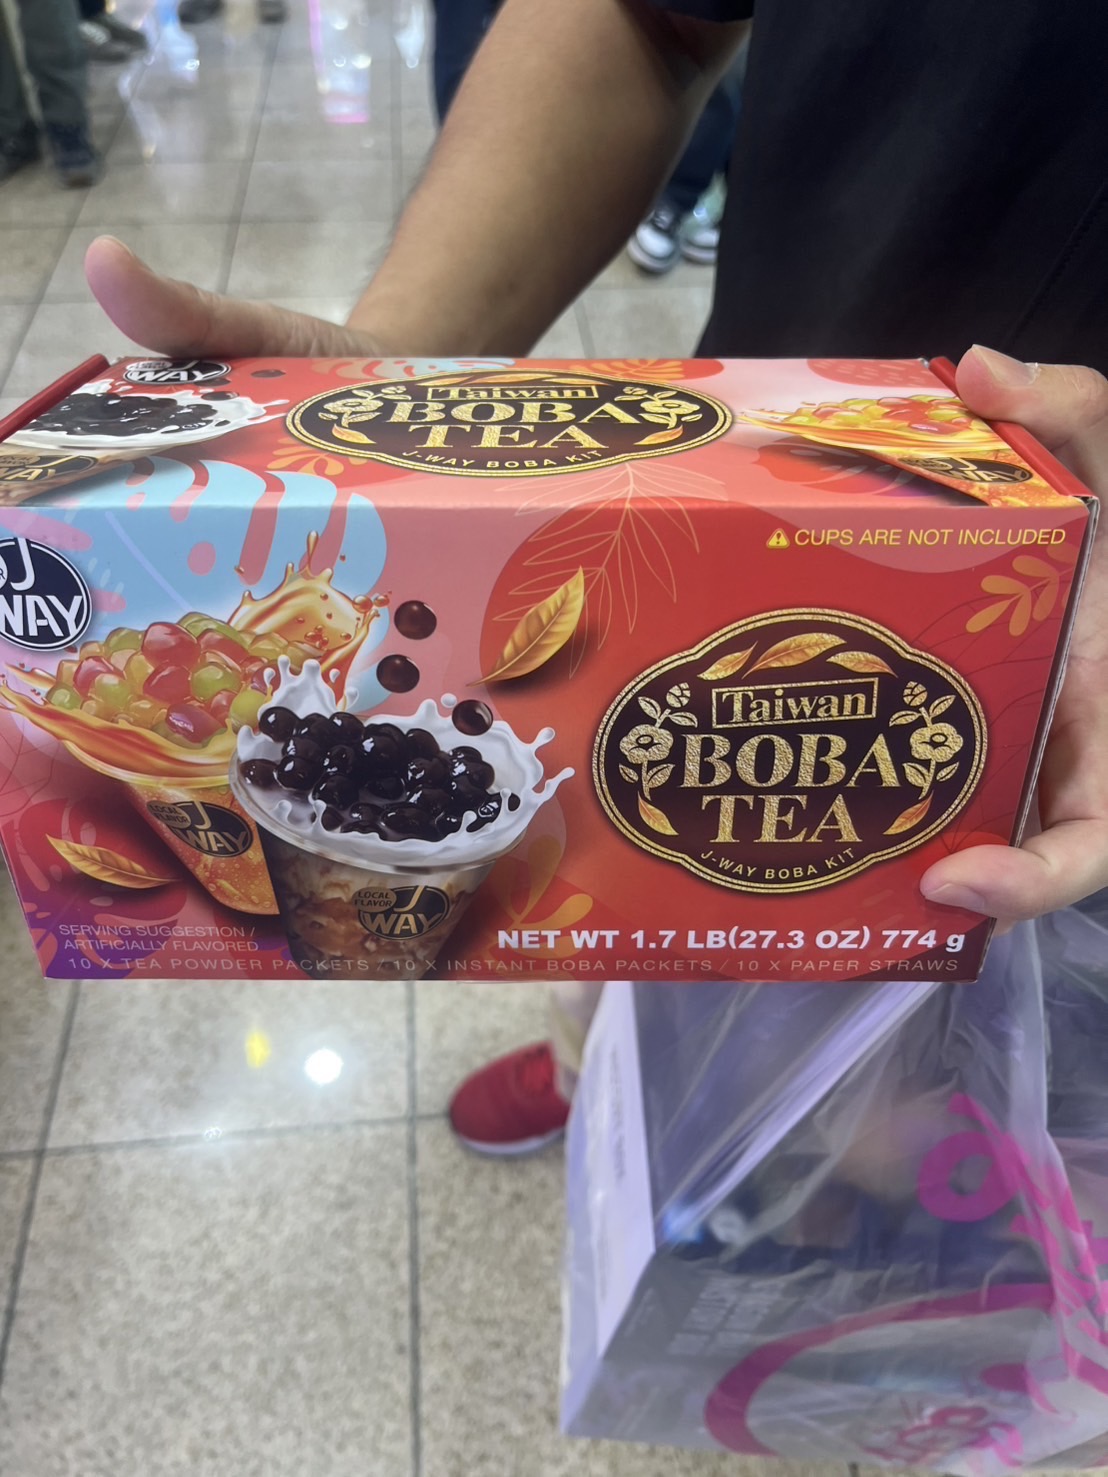 WAY
Taiwan
BOBA
TEA
J-WAY BOBA KIT
WAY
CUPS ARE NOT INCLUDED
J
WAY
Taiwan
BOBA
TEA
J-WAY BOBA KIT
LOCAL
FLAVOR
J
WAY
LOCAL
FLAVOR
J
WAY
SERVING SUGGESTION /
ARTIFICIALLY FLAVORED
NET WT 1.7 LB(27.3 OZ) 774 g
10 X TEA POWDER PACKETS / 10 X INSTANT BOBA PACKETS / 10 X PAPER STRAWS